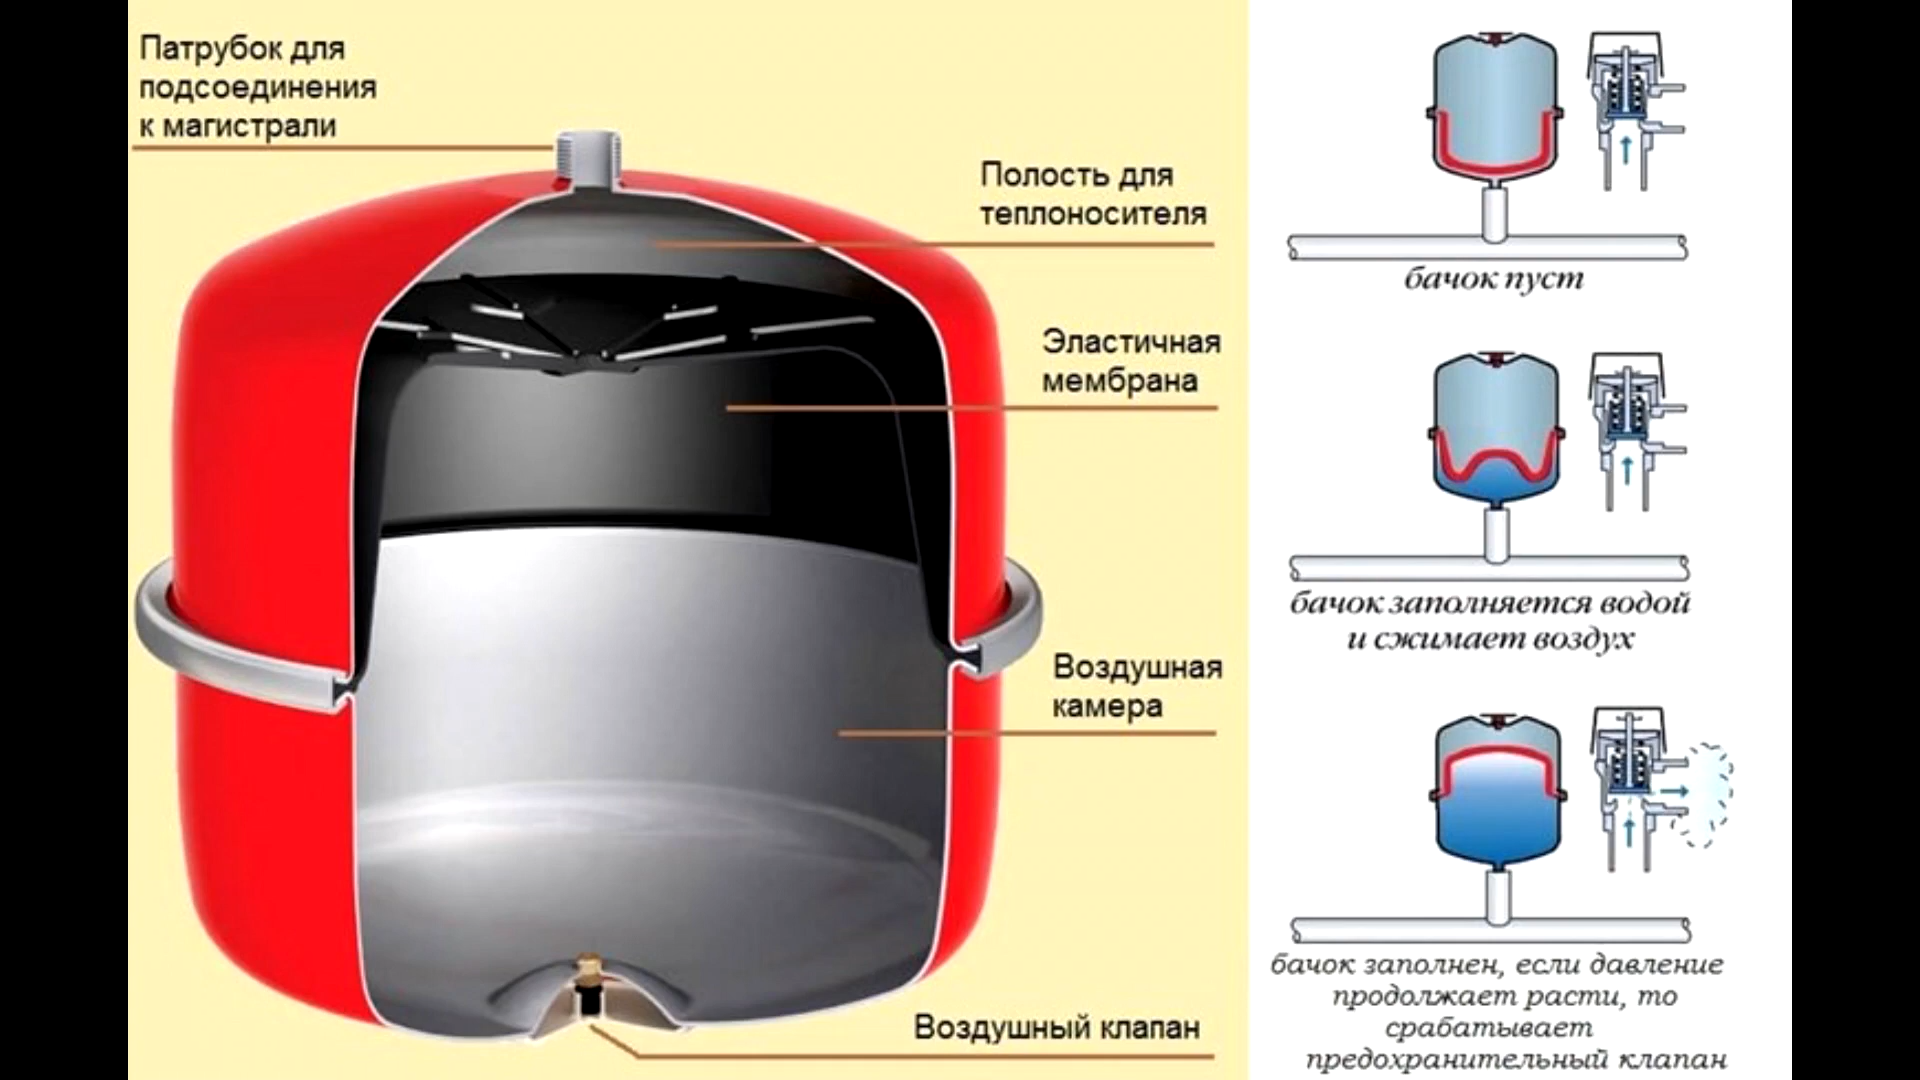 Патрубок для
подсоединения
к магистрали
Полость для
теплоносителя
Эластичная
мембрана
Воздушная
камера
Воздушный клапан
бачок пуст
бачок заполняется водой
и сжимает воздух
бачок заполнен, если давление
продолжает расти, то
срабатывает
предохранительный клапан